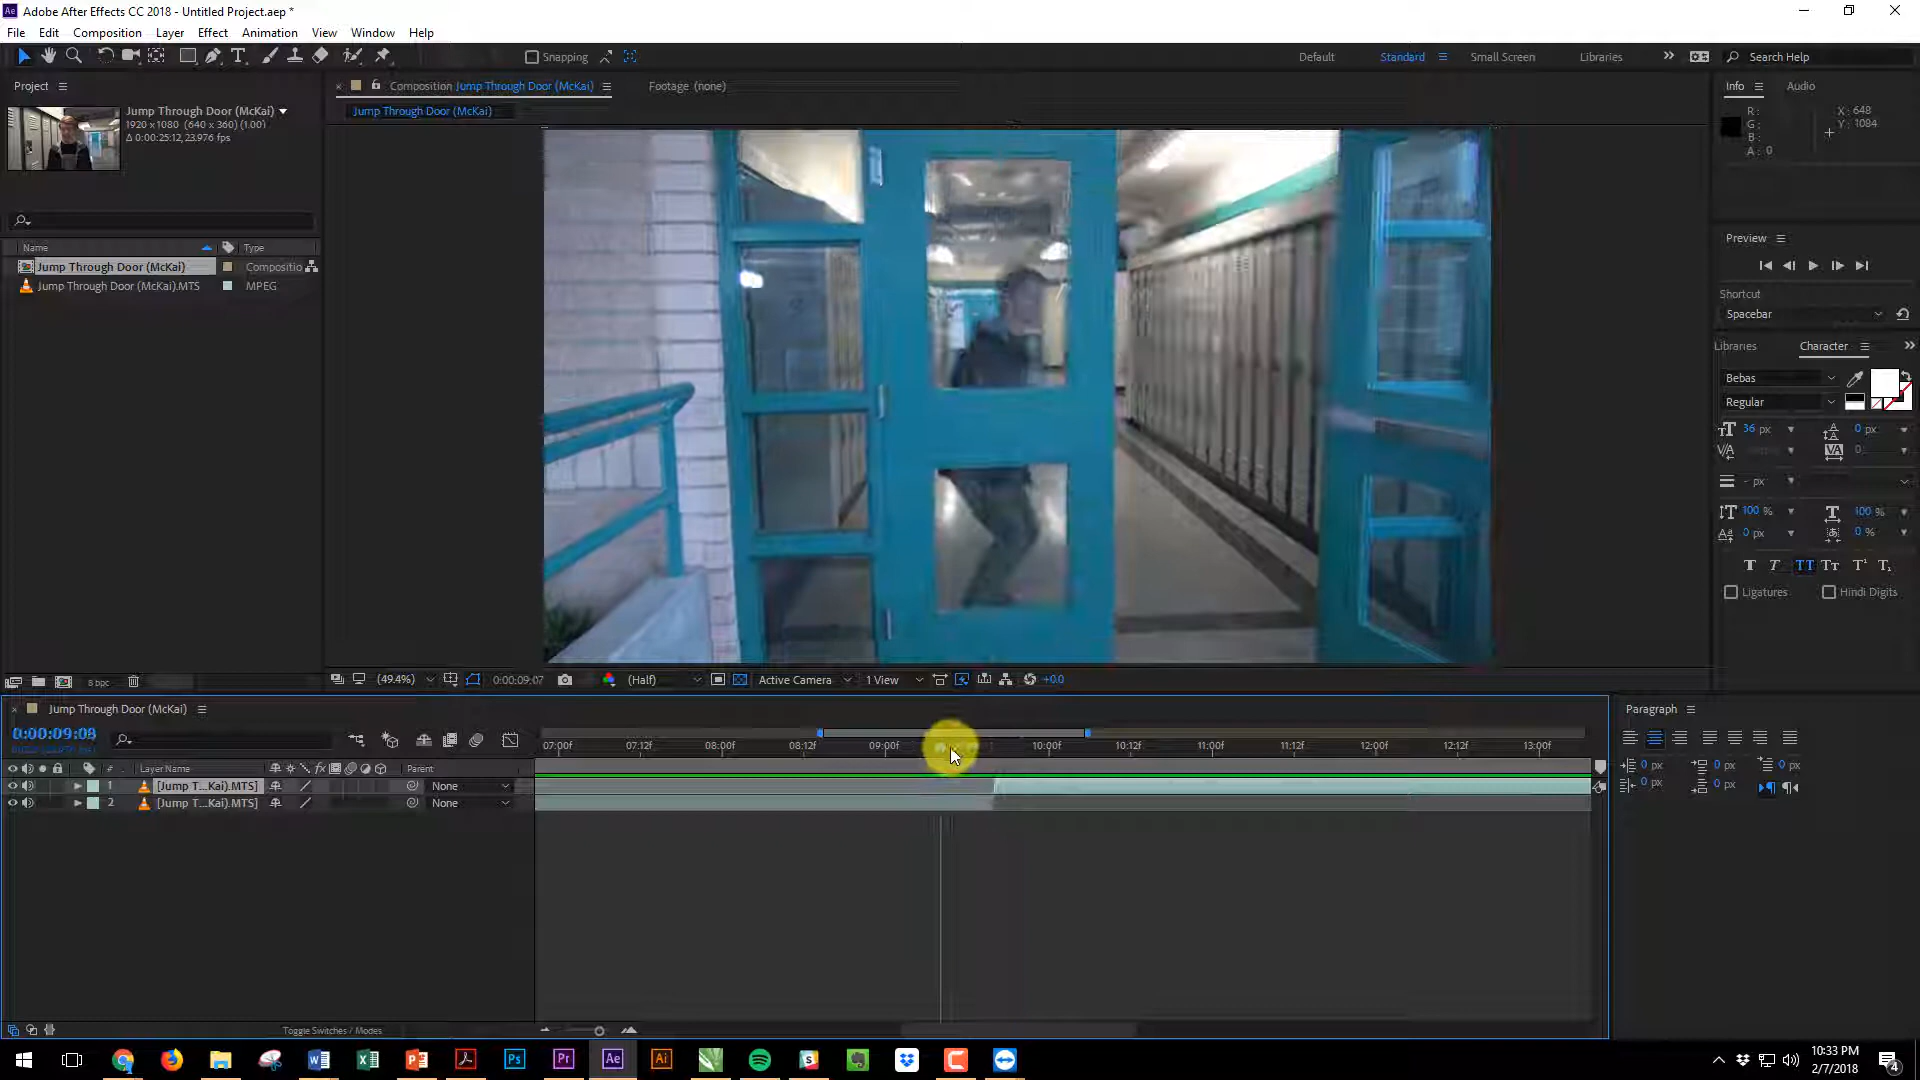 Adobe After Effects CC 2018 - Untitled Project.aep *
File Edit Composition Layer Effect Animation View Window Help
Snapping
Default Standard Small Screen Libraries Search Help
Project
Composition Jump Through Door (McKai)
Footage (none)
Info Audio
Jump Through Door (McKai)
1920 x 1080 (640 x 360) (1.00)
Δ 0:00:25:12, 23.976 fps
Jump Through Door (McKai)
R:
G:
B:
A: 0
X: 648
Y: 1084
Name Type
Jump Through Door (McKai) Compositio
Jump Through Door (McKai).MTS MPEG
Preview
Shortcut
Spacebar
Libraries Character
Bebas
Regular
36 px 0 px
0
- px
100 % 100 %
0 px 0 %
Ligatures Hindi Digits
8 bpc
(49.4%) 0:00:09:07 (Half) Active Camera 1 View +0.0
Jump Through Door (McKai)
0:00:09:08
07:00f 07:12f 08:00f 08:12f 09:00f 10:00f 10:12f 11:00f 11:12f 12:00f 12:12f 13:00f
# Layer Name Parent
1 [Jump T...Kai).MTS] None
2 [Jump T...Kai).MTS] None
Paragraph
0 px 0 px 0 px
0 px 0 px
Toggle Switches / Modes
10:33 PM
2/7/2018